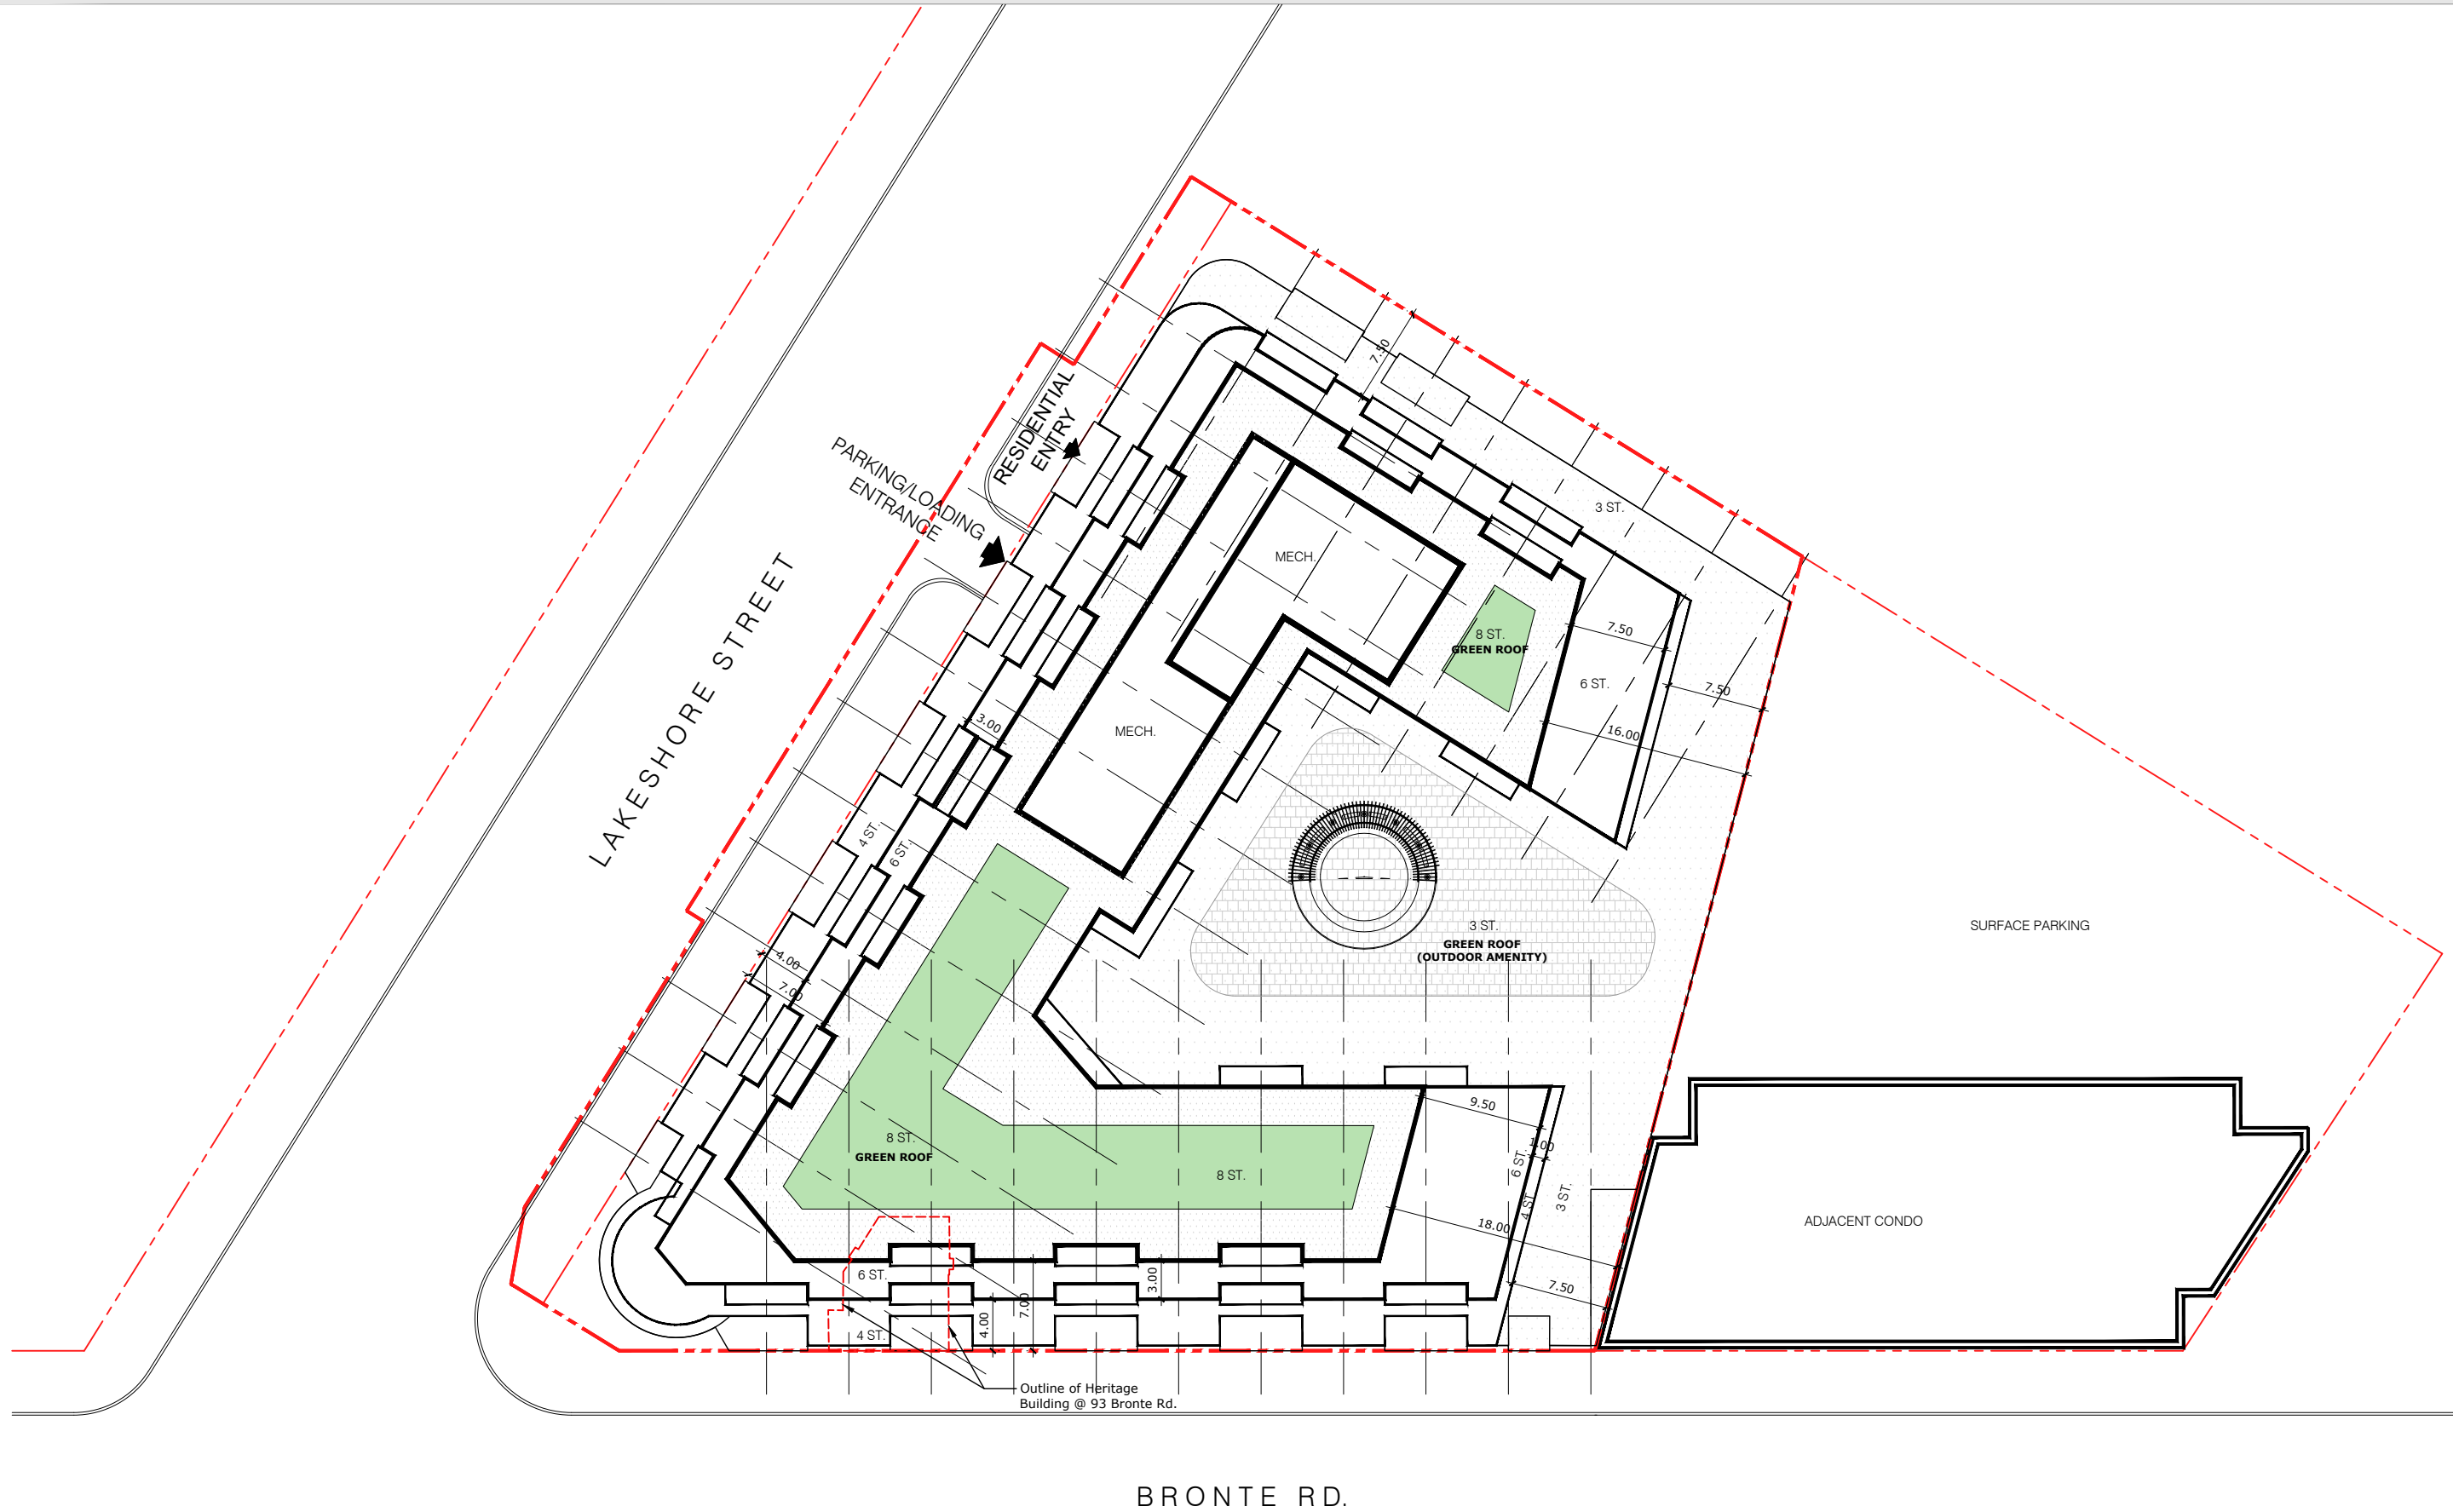 7.50
RESIDENTIAL
ENTRY
PARKING/LOADING
ENTRANCE
3 ST.
MECH.
8 ST.
GREEN ROOF
7.50
6 ST.
7.50
16.00
MECH.
3.00
LAKESHORE STREET
4 ST.
6 ST.
3 ST.
GREEN ROOF
(OUTDOOR AMENITY)
SURFACE PARKING
4.00
7.00
9.50
1.00
6 ST.
4 ST.
3 ST.
8 ST.
GREEN ROOF
8 ST.
18.00
ADJACENT CONDO
6 ST.
3.00
7.00
4.00
7.50
4 ST.
Outline of Heritage
Building @ 93 Bronte Rd.
BRONTE RD.